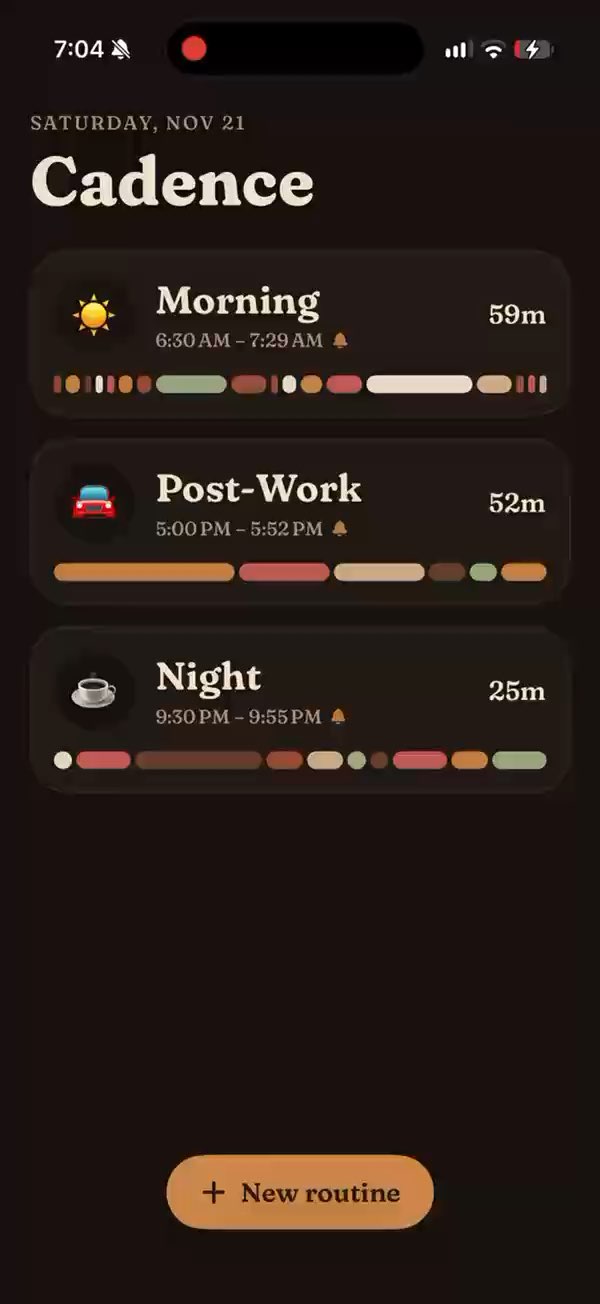 7:04
SATURDAY, NOV 21
Cadence
Morning
59m
6:30 AM – 7:29 AM
Post-Work
52m
5:00 PM – 5:52 PM
Night
25m
9:30 PM – 9:55 PM
+ New routine